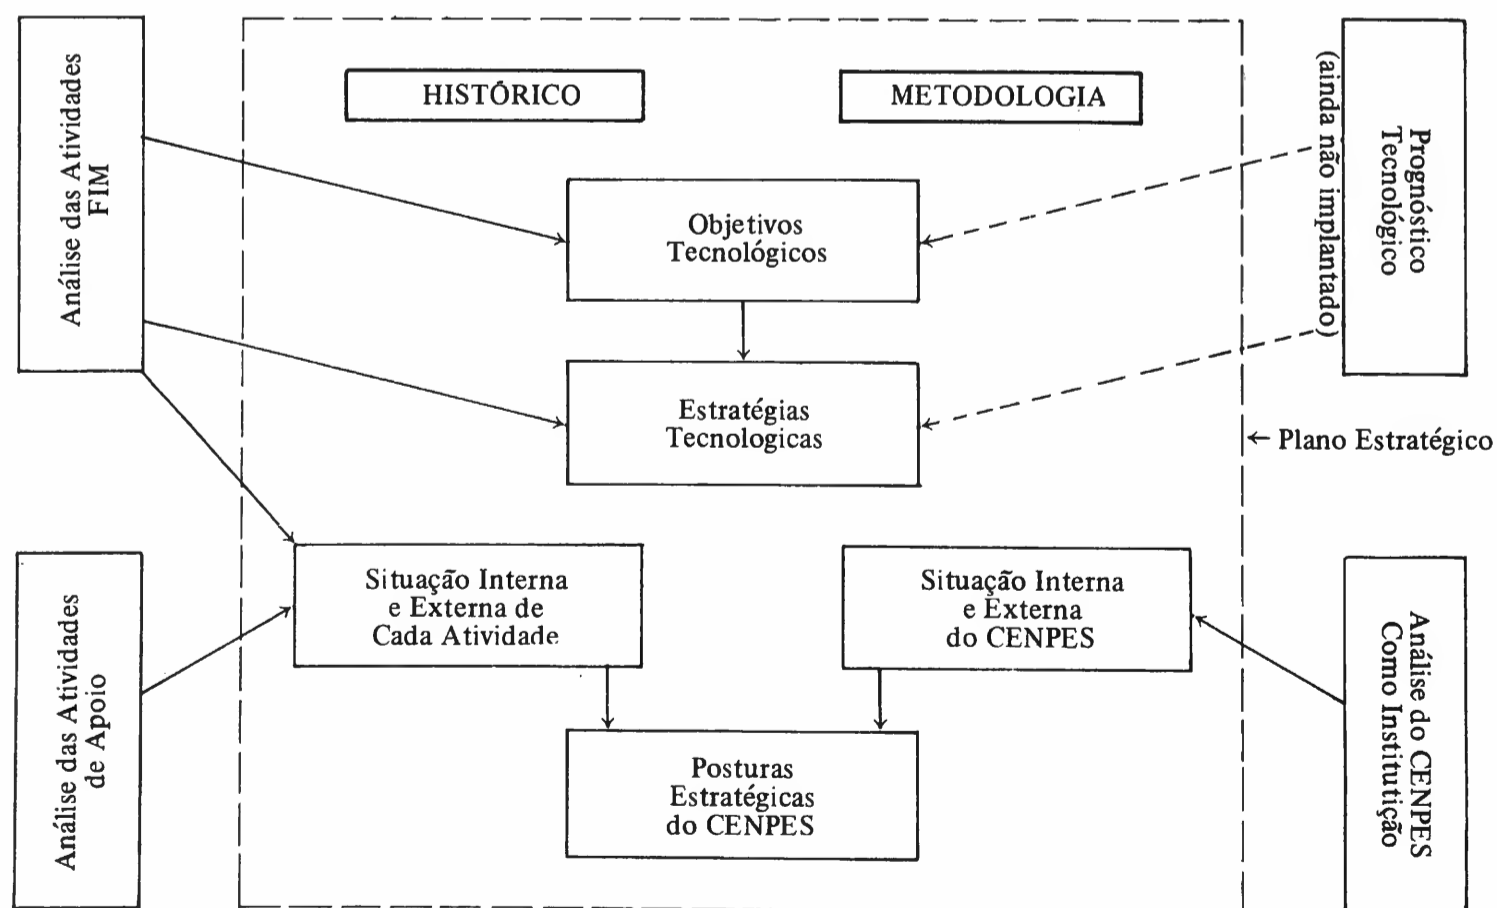 Análise das Atividades
FIM
HISTÓRICO
METODOLOGIA
Prognóstico
Tecnológico
(ainda não implantado)
Objetivos
Tecnológicos
Estratégias
Tecnologicas
← Plano Estratégico
Análise das Atividades
de Apoio
Situação Interna
e Externa de
Cada Atividade
Situação Interna
e Externa
do CENPES
Análise do CENPES
Como Institutição
Posturas
Estratégicas
do CENPES